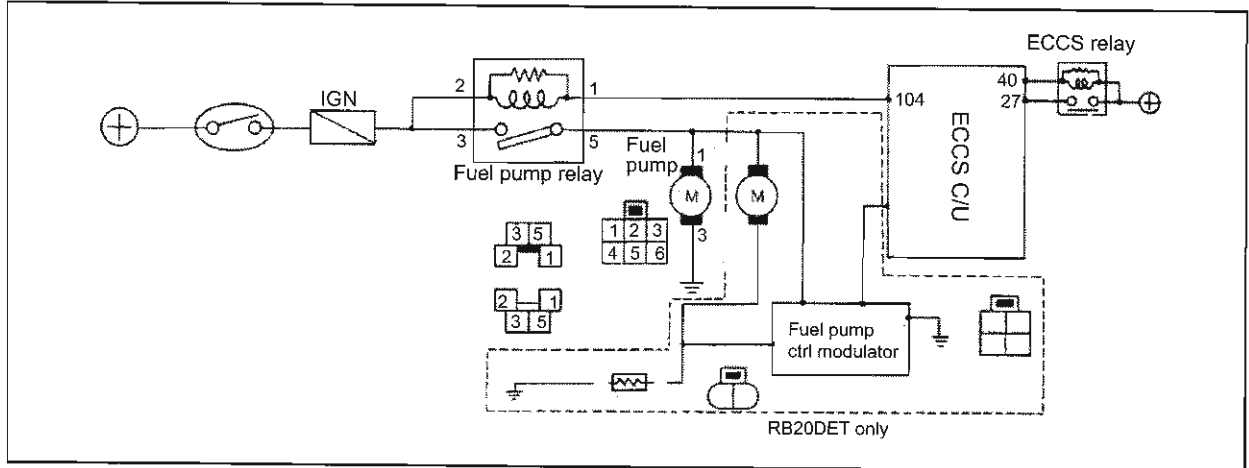 ECCS relay
IGN
2
1
3
5
Fuel pump relay
Fuel
pump
1
M
3
M
104
40
27
ECCS C/U
3 5
2 1
2 1
3 5
1 2 3
4 5 6
Fuel pump
ctrl modulator
RB20DET only